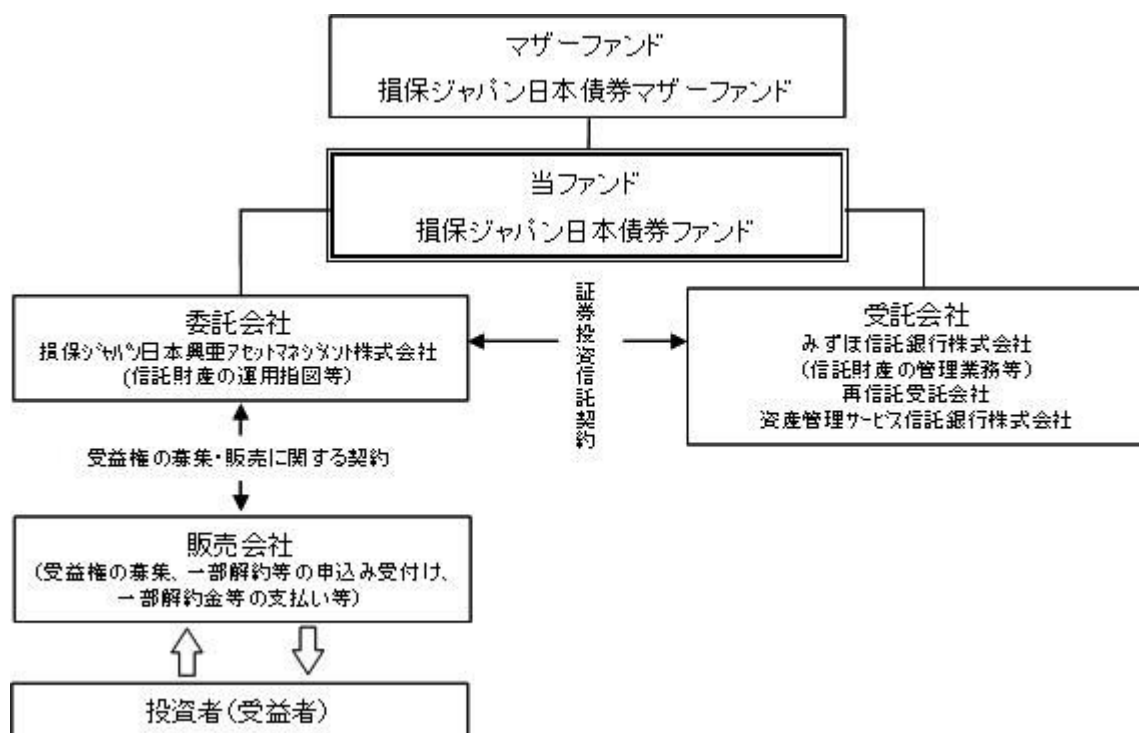 マザーファンド
損保ジャパン日本債券マザーファンド
当ファンド
損保ジャパン日本債券ファンド
委託会社
損保ジャパン日本興亜アセットマネジメント株式会社
(信託財産の運用指図等)
証券投資信託契約
受託会社
みずほ信託銀行株式会社
(信託財産の管理業務等)
再信託受託会社
資産管理サービス信託銀行株式会社
受益権の募集・販売に関する契約
販売会社
(受益権の募集、一部解約等の申込み受付け、
一部解約金等の支払い等)
投資者(受益者)